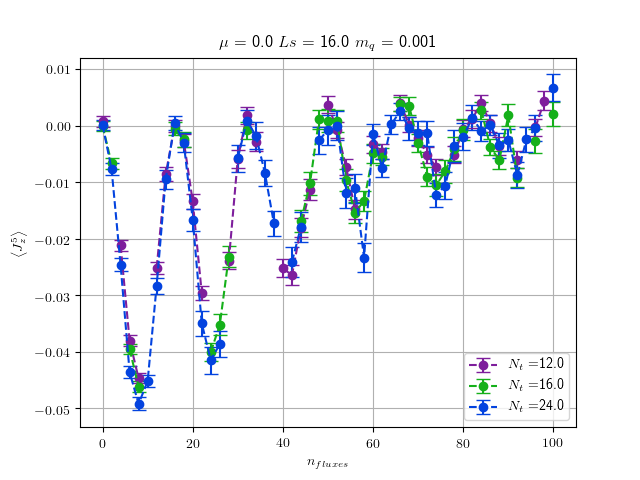 μ = 0.0 Ls = 16.0 m_q = 0.001
0.01
0.00
−0.01
−0.02
−0.03
−0.04
−0.05
⟨J_z^5⟩
0 20 40 60 80 100
n_{fluxes}
N_t =12.0
N_t =16.0
N_t =24.0